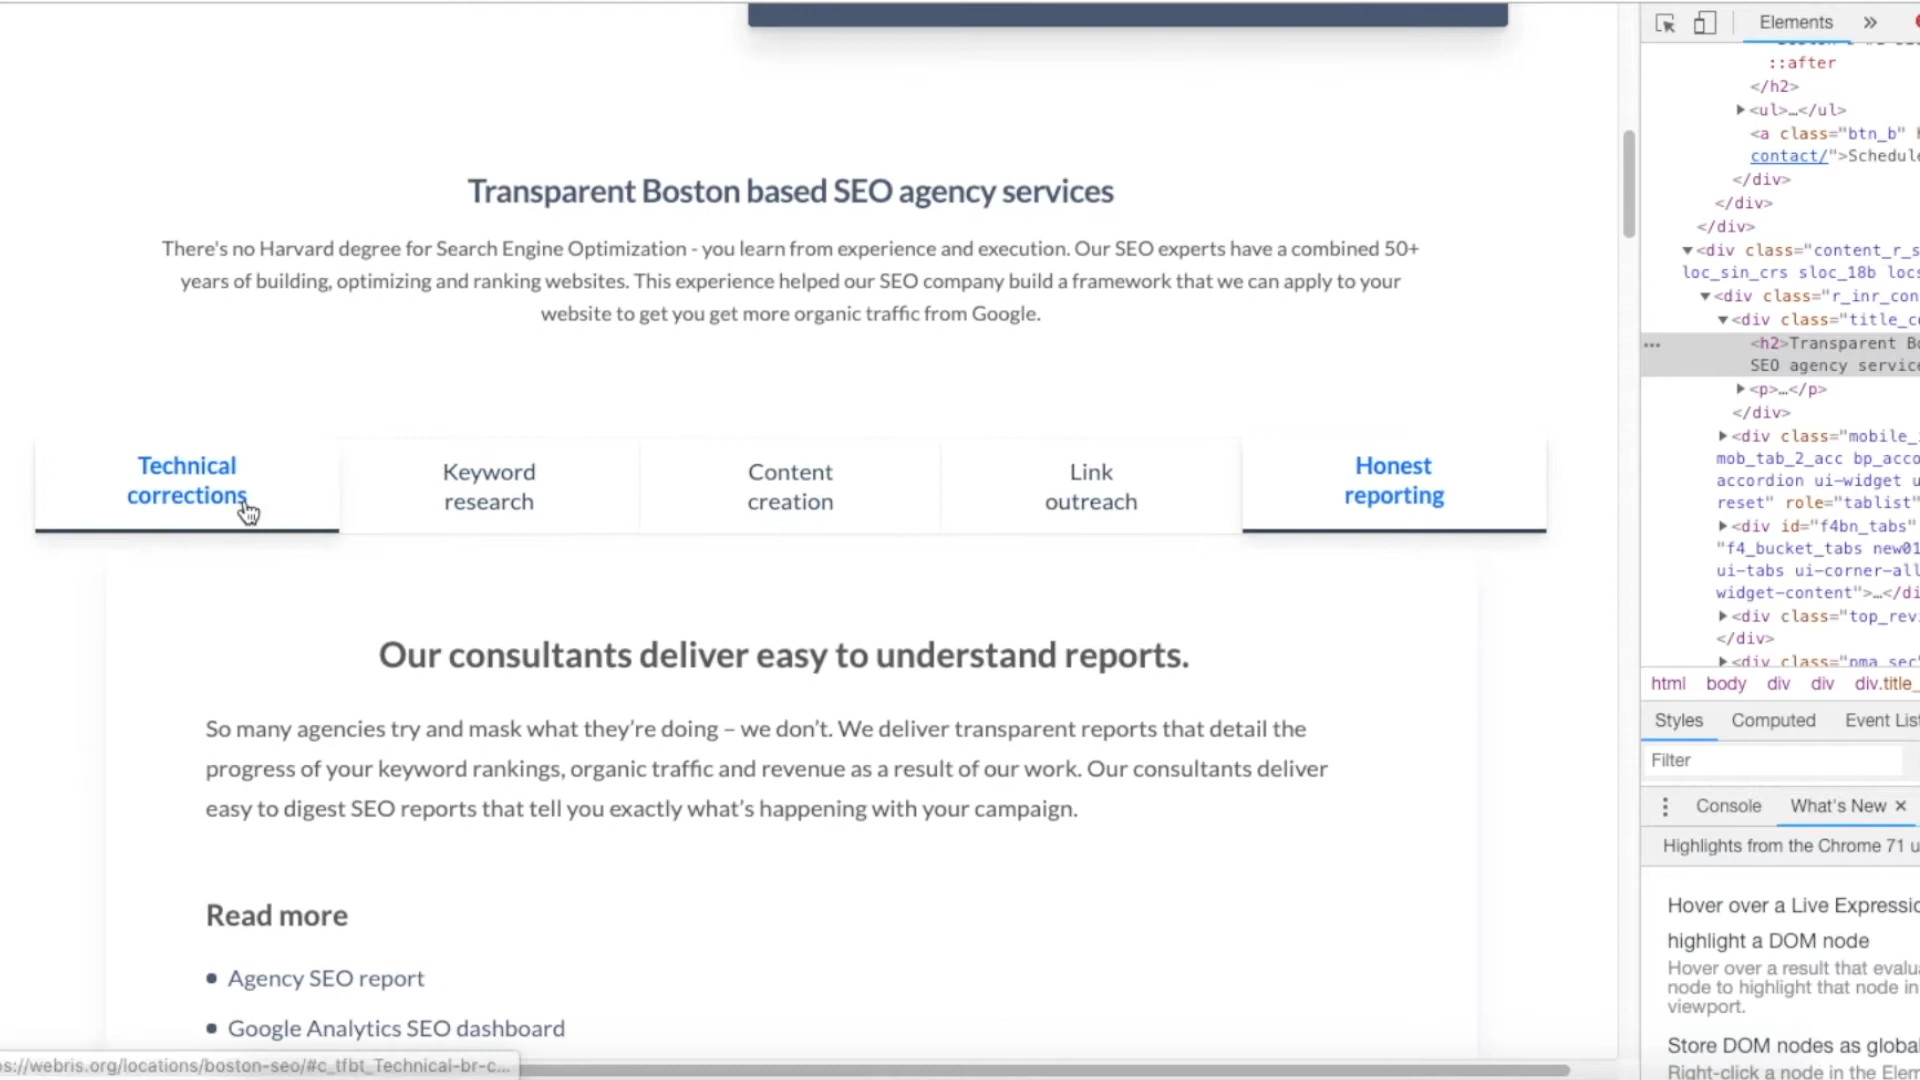 Transparent Boston based SEO agency services
There's no Harvard degree for Search Engine Optimization - you learn from experience and execution. Our SEO experts have a combined 50+
years of building, optimizing and ranking websites. This experience helped our SEO company build a framework that we can apply to your
website to get you get more organic traffic from Google.
Technical
corrections
Keyword
research
Content
creation
Link
outreach
Honest
reporting
Our consultants deliver easy to understand reports.
So many agencies try and mask what they're doing – we don't. We deliver transparent reports that detail the
progress of your keyword rankings, organic traffic and revenue as a result of our work. Our consultants deliver
easy to digest SEO reports that tell you exactly what's happening with your campaign.
Read more
• Agency SEO report
• Google Analytics SEO dashboard
s://webris.org/locations/boston-seo/#c_tfbt_Technical-br-c...
Elements »
::after
</h2>
<ul>…</ul>
<a class="btn_b"
contact/">Schedule
</div>
</div>
</div>
<div class="content_r_s
loc_sin_crs sloc_18b locs
<div class="r_inr_con
<div class="title_c
… <h2>Transparent Bo
SEO agency service
<p>…</p>
</div>
<div class="mobile_
mob_tab_2_acc bp_acco
accordion ui-widget u
reset" role="tablist"
<div id="f4bn_tabs"
"f4_bucket_tabs new01
ui-tabs ui-corner-all
widget-content">…</di
<div class="top_rev
</div>
<div class="pma_sec
html body div div div.title_
Styles Computed Event List
Filter
Console What's New ×
Highlights from the Chrome 71 u
Hover over a Live Expressio
highlight a DOM node
Hover over a result that evalua
node to highlight that node in
viewport.
Store DOM nodes as global
Right-click a node in the Elem